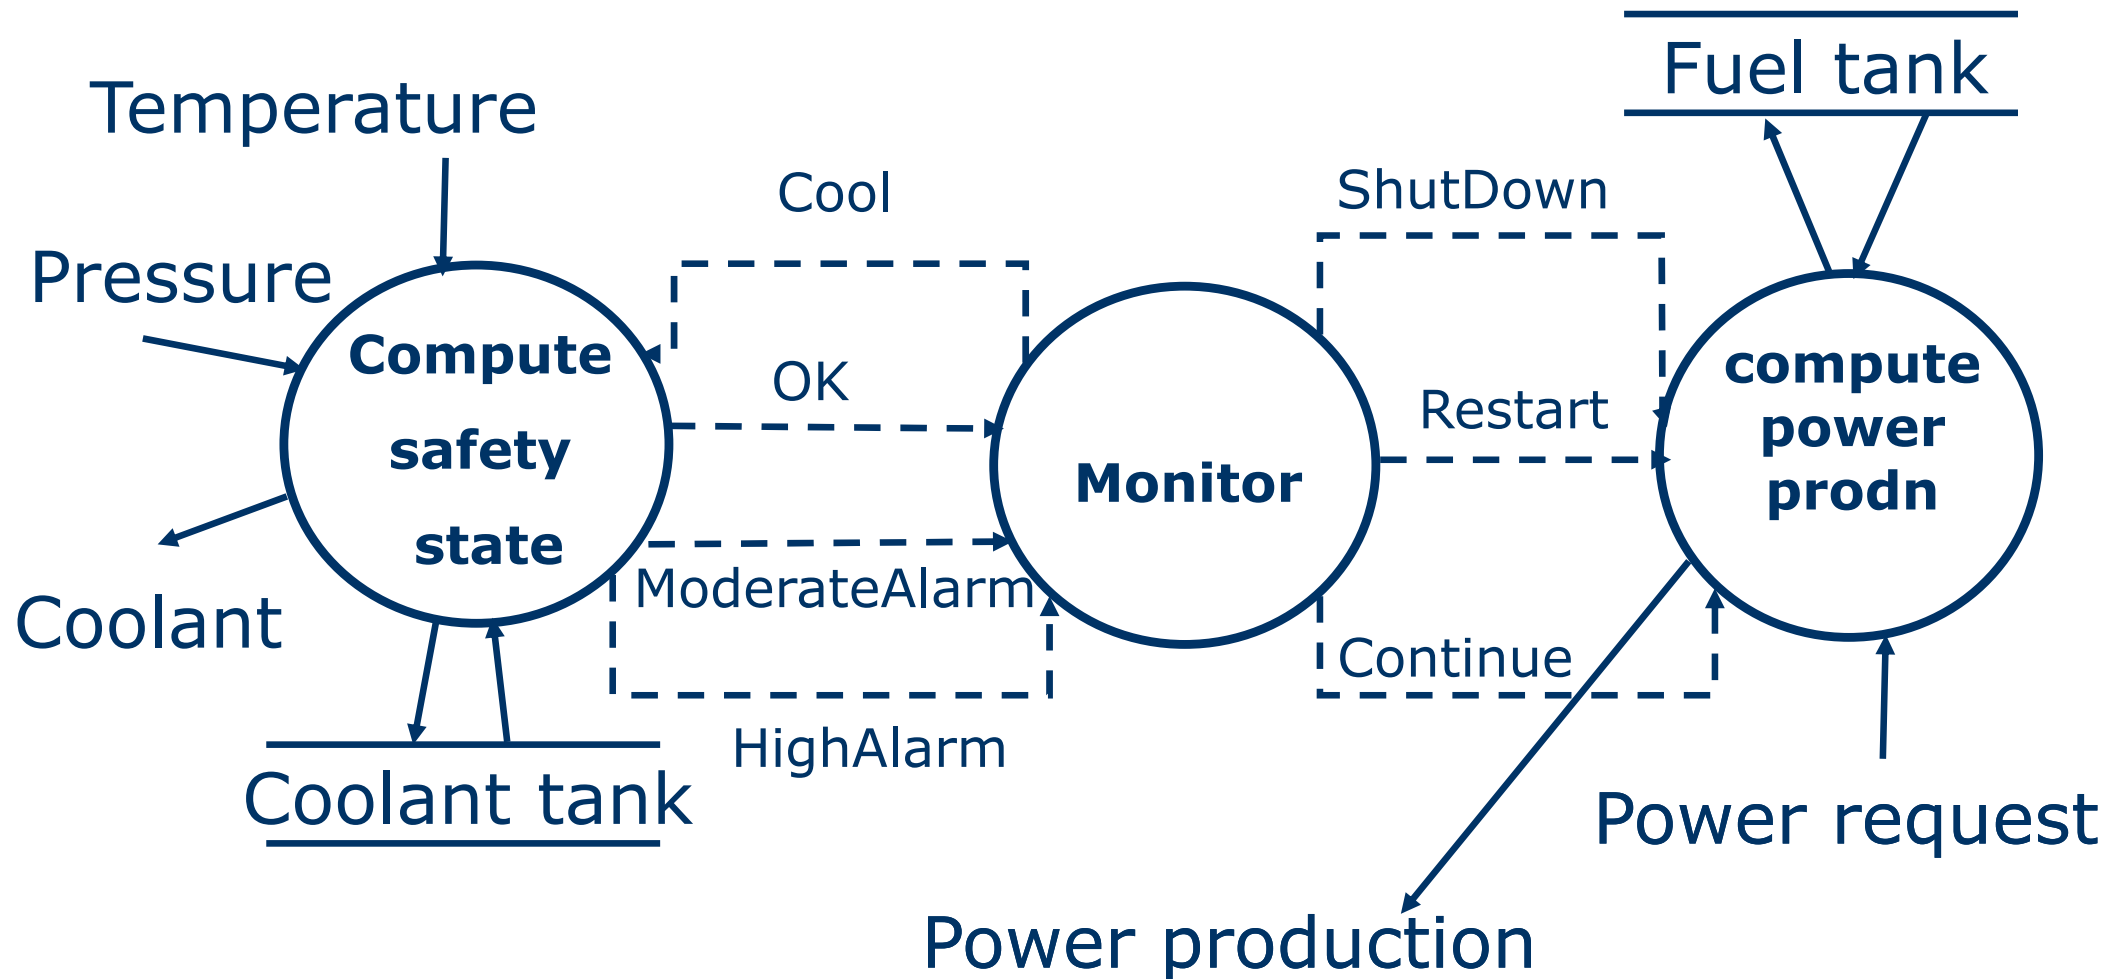 Fuel tank
Temperature
Cool
ShutDown
Pressure
Compute
safety
state
OK
Restart
compute
power
prodn
Monitor
ModerateAlarm
Coolant
Continue
HighAlarm
Coolant tank
Power request
Power production